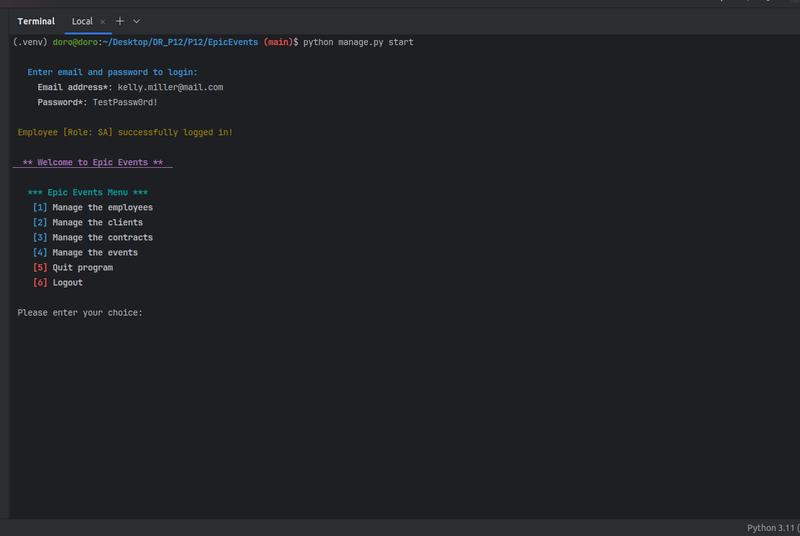 Terminal Local × +
(.venv) doro@doro:~/Desktop/DR_P12/P12/EpicEvents (main)$ python manage.py start
Enter email and password to login:
Email address*: kelly.miller@mail.com
Password*: TestPassw0rd!
Employee [Role: SA] successfully logged in!
** Welcome to Epic Events **
*** Epic Events Menu ***
[1] Manage the employees
[2] Manage the clients
[3] Manage the contracts
[4] Manage the events
[5] Quit program
[6] Logout
Please enter your choice:
Python 3.11 (